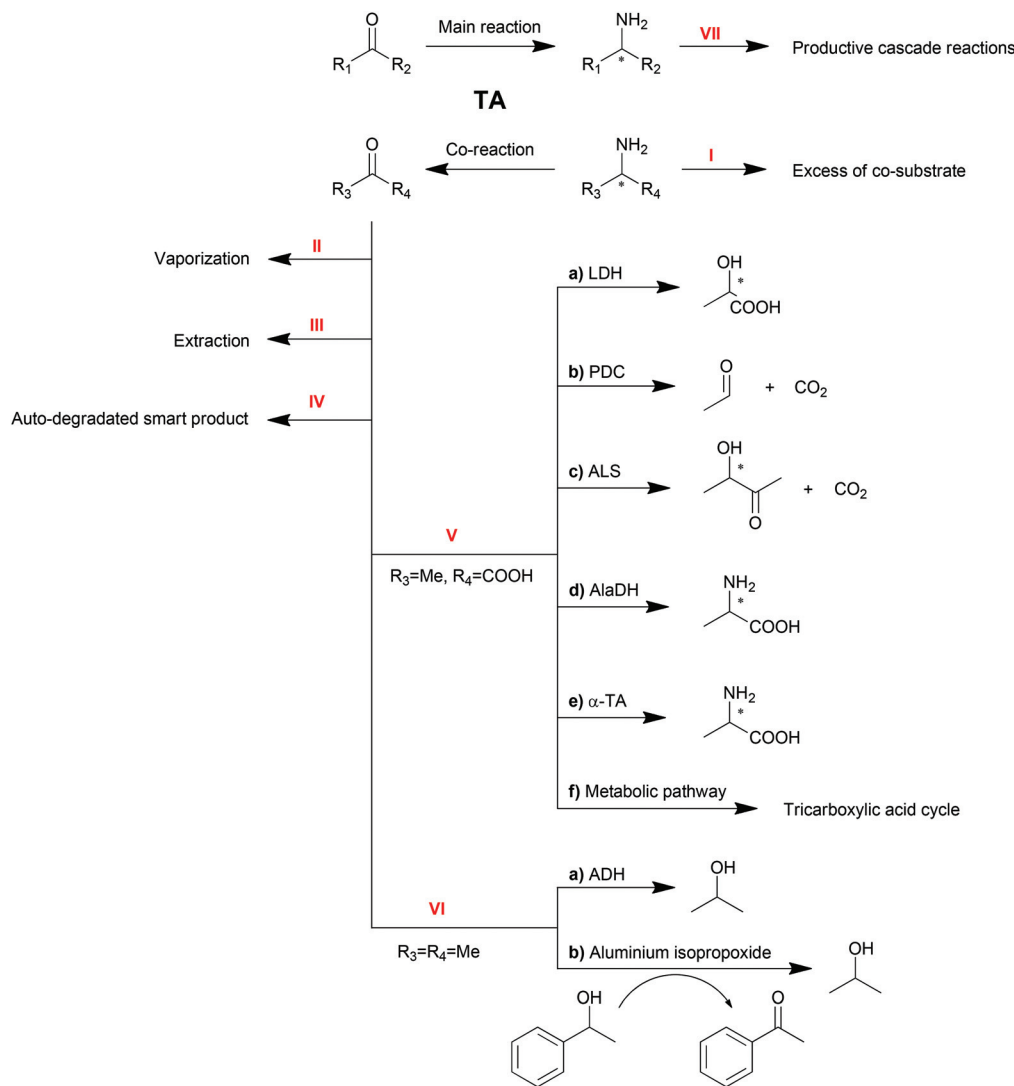 O
NH2
Main reaction
VII
Productive cascade reactions
R1
R2
R1
*
R2
TA
O
NH2
Co-reaction
I
Excess of co-substrate
R3
R4
R3
*
R4
II
Vaporization
OH
a) LDH
*
COOH
III
Extraction
O
b) PDC
+ CO2
IV
Auto-degradated smart product
OH
c) ALS
*
+ CO2
O
V
R3=Me, R4=COOH
NH2
d) AlaDH
*
COOH
NH2
e) α-TA
*
COOH
f) Metabolic pathway
Tricarboxylic acid cycle
a) ADH
OH
VI
R3=R4=Me
b) Aluminium isopropoxide
OH
OH
O